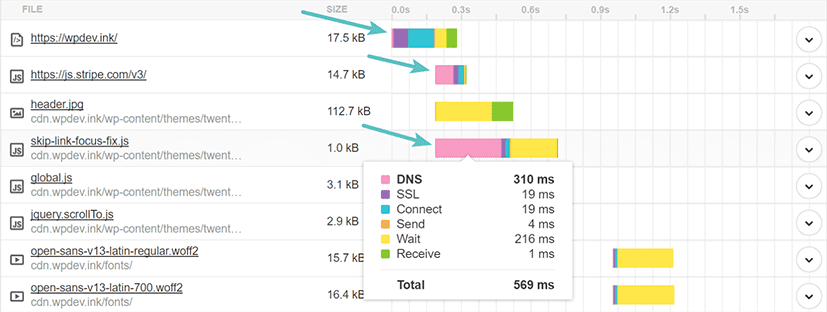 FILE SIZE 0.0s 0.3s 0.6s 0.9s 1.2s 1.5s
https://wpdev.ink/ 17.5 kB
https://js.stripe.com/v3/ 14.7 kB
header.jpg 112.7 kB
cdn.wpdev.ink/wp-content/themes/twent…
skip-link-focus-fix.js 1.0 kB
cdn.wpdev.ink/wp-content/themes/twent…
global.js 3.1 kB
cdn.wpdev.ink/wp-content/themes/twent…
jquery.scrollTo.js 2.9 kB
cdn.wpdev.ink/wp-content/themes/twent…
open-sans-v13-latin-regular.woff2 15.7 kB
cdn.wpdev.ink/fonts/
open-sans-v13-latin-700.woff2 16.4 kB
cdn.wpdev.ink/fonts/
DNS 310 ms
SSL 19 ms
Connect 19 ms
Send 4 ms
Wait 216 ms
Receive 1 ms
Total 569 ms